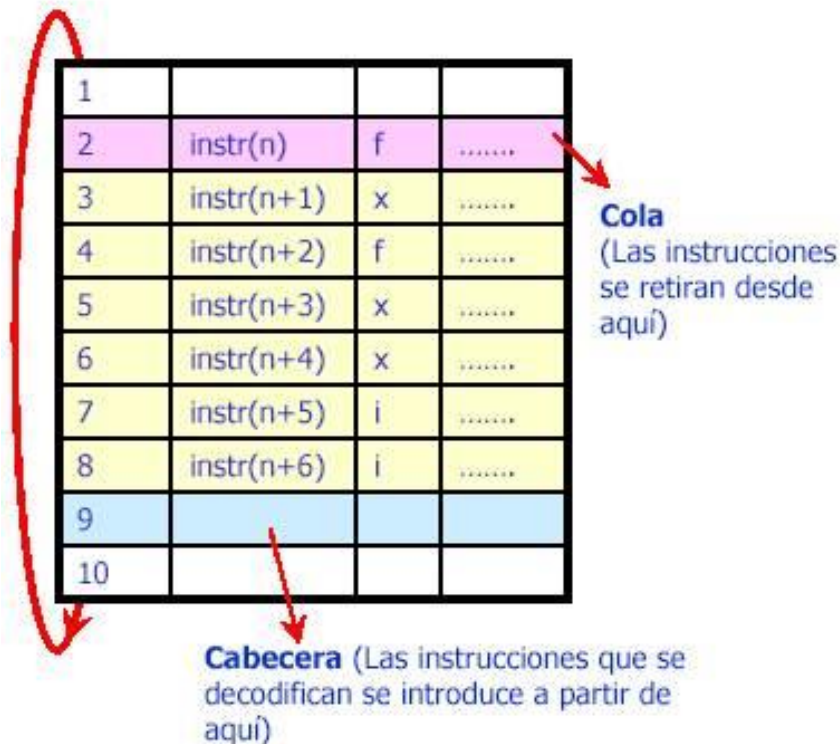 1
2 instr(n) f .......
3 instr(n+1) x .......
4 instr(n+2) f .......
5 instr(n+3) x .......
6 instr(n+4) x .......
7 instr(n+5) i .......
8 instr(n+6) i .......
9
10
Cola
(Las instrucciones
se retiran desde
aquí)
Cabecera (Las instrucciones que se
decodifican se introduce a partir de
aquí)